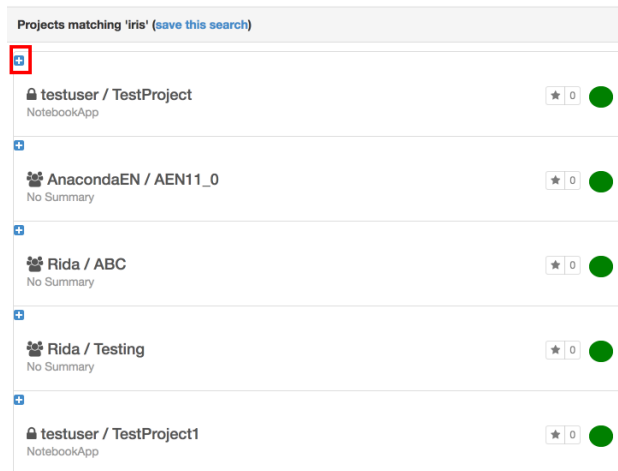 Projects matching 'iris' (save this search)
testuser / TestProject
0
NotebookApp
AnacondaEN / AEN11_0
0
No Summary
Rida / ABC
0
No Summary
Rida / Testing
0
No Summary
testuser / TestProject1
0
NotebookApp